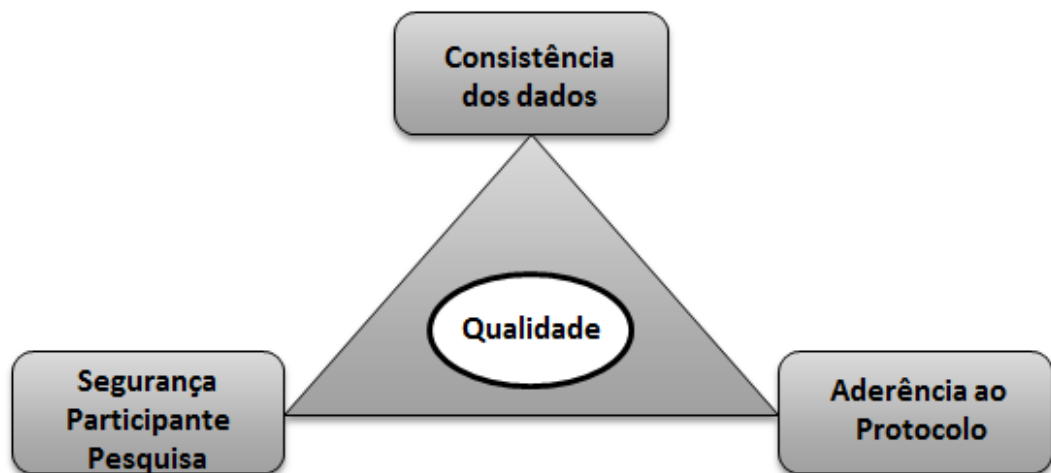 Consistência
dos dados
Qualidade
Segurança
Participante
Pesquisa
Aderência ao
Protocolo